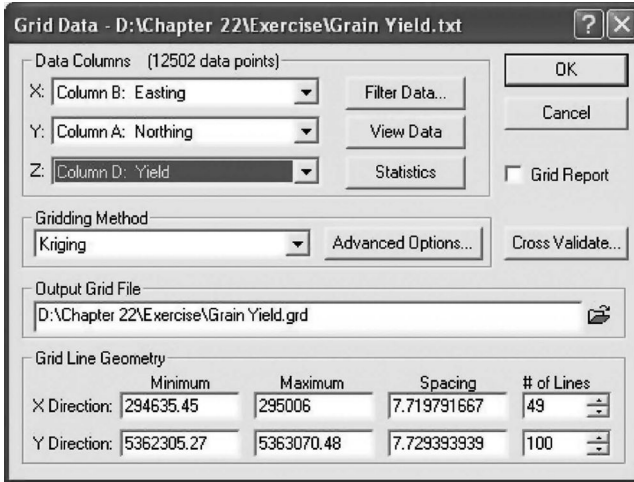 Grid Data - D:\Chapter 22\Exercise\Grain Yield.txt
Data Columns (12502 data points)
X: Column B: Easting
Filter Data...
OK
Y: Column A: Northing
View Data
Cancel
Z: Column D: Yield
Statistics
Grid Report
Gridding Method
Kriging
Advanced Options...
Cross Validate...
Output Grid File
D:\Chapter 22\Exercise\Grain Yield.grd
Grid Line Geometry
Minimum Maximum Spacing # of Lines
X Direction: 294635.45 295006 7.719791667 49
Y Direction: 5362305.27 5363070.48 7.729393939 100